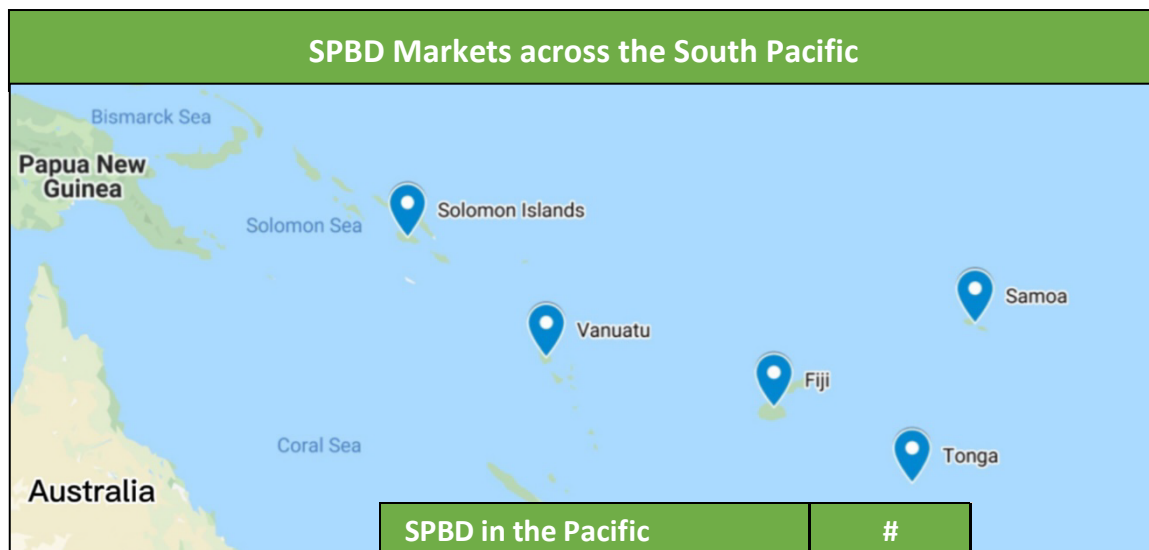 SPBD Markets across the South Pacific
Bismarck Sea
Papua New
Guinea
Solomon Sea
Solomon Islands
Samoa
Vanuatu
Fiji
Coral Sea
Tonga
Australia
SPBD in the Pacific #